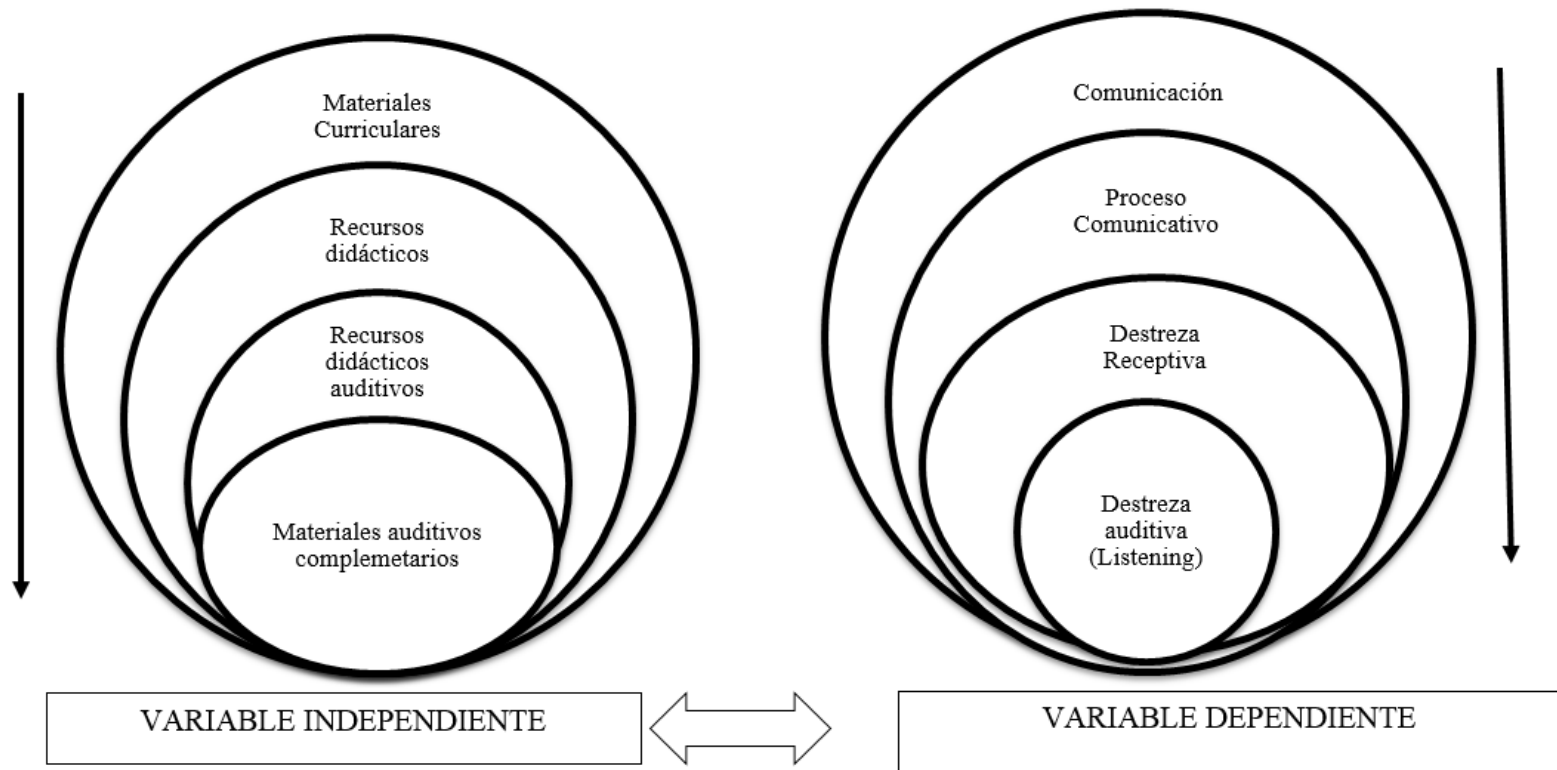 Materiales
Curriculares
Recursos
didácticos
Recursos
didácticos
auditivos
Materiales auditivos
complemetarios
VARIABLE INDEPENDIENTE
Comunicación
Proceso
Comunicativo
Destreza
Receptiva
Destreza
auditiva
(Listening)
VARIABLE DEPENDIENTE